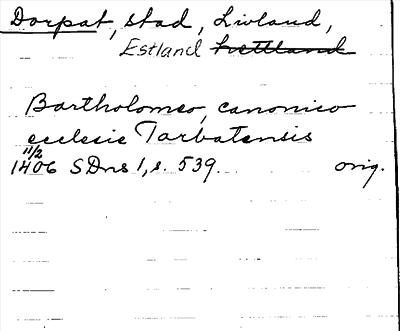 Dorpat, stad, Livland,
Estland Lettland
Bartholomeo, canonico
ecclesie Tarbatensis
11/2
1406 SDns 1, s. 539. orig.